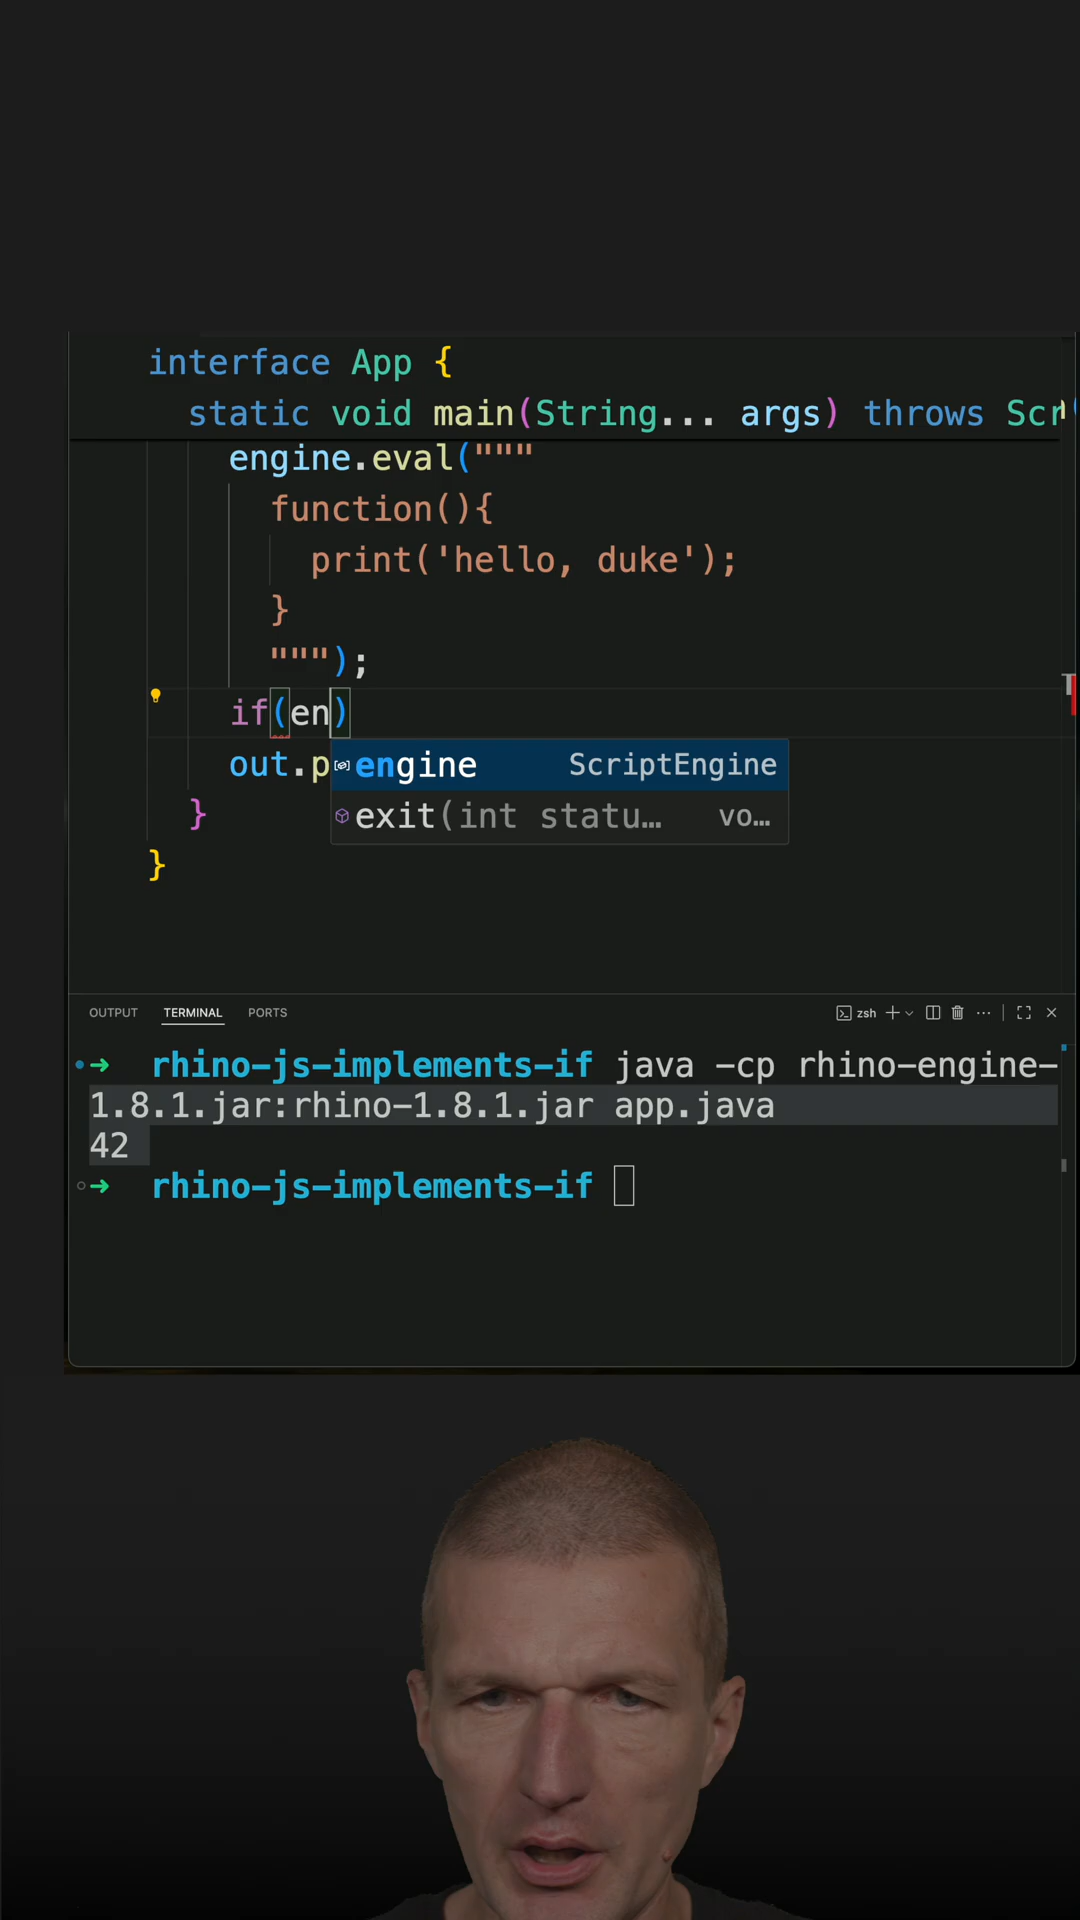 interface App {
static void main(String... args) throws Scr
engine.eval("""
function(){
print('hello, duke');
}
""");
if(en)
out.p
engine ScriptEngine
exit(int statu… vo…
}
}
OUTPUT TERMINAL PORTS zsh
➜ rhino-js-implements-if java -cp rhino-engine-
1.8.1.jar:rhino-1.8.1.jar app.java
42
➜ rhino-js-implements-if